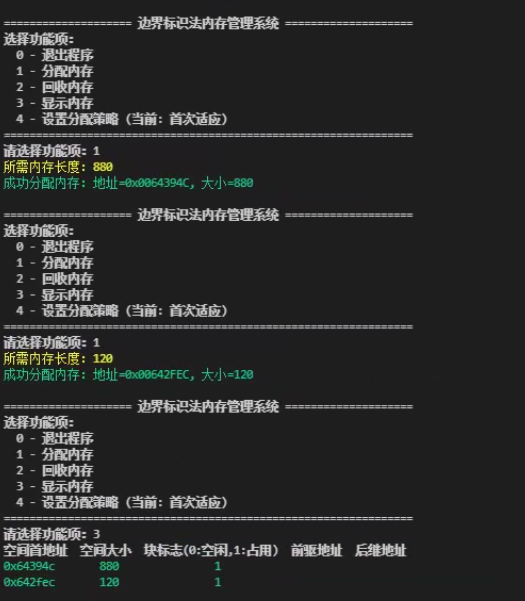 ==================== 边界标识法内存管理系统 ====================
选择功能项:
0 - 退出程序
1 - 分配内存
2 - 回收内存
3 - 显示内存
4 - 设置分配策略 (当前: 首次适应)
================================================================
请选择功能项: 1
所需内存长度: 880
成功分配内存: 地址=0x0064394C, 大小=880
==================== 边界标识法内存管理系统 ====================
选择功能项:
0 - 退出程序
1 - 分配内存
2 - 回收内存
3 - 显示内存
4 - 设置分配策略 (当前: 首次适应)
================================================================
请选择功能项: 1
所需内存长度: 120
成功分配内存: 地址=0x00642FEC, 大小=120
==================== 边界标识法内存管理系统 ====================
选择功能项:
0 - 退出程序
1 - 分配内存
2 - 回收内存
3 - 显示内存
4 - 设置分配策略 (当前: 首次适应)
================================================================
请选择功能项: 3
空间首地址 空间大小 块标志(0:空闲,1:占用) 前驱地址 后继地址
0x64394c 880 1
0x642fec 120 1